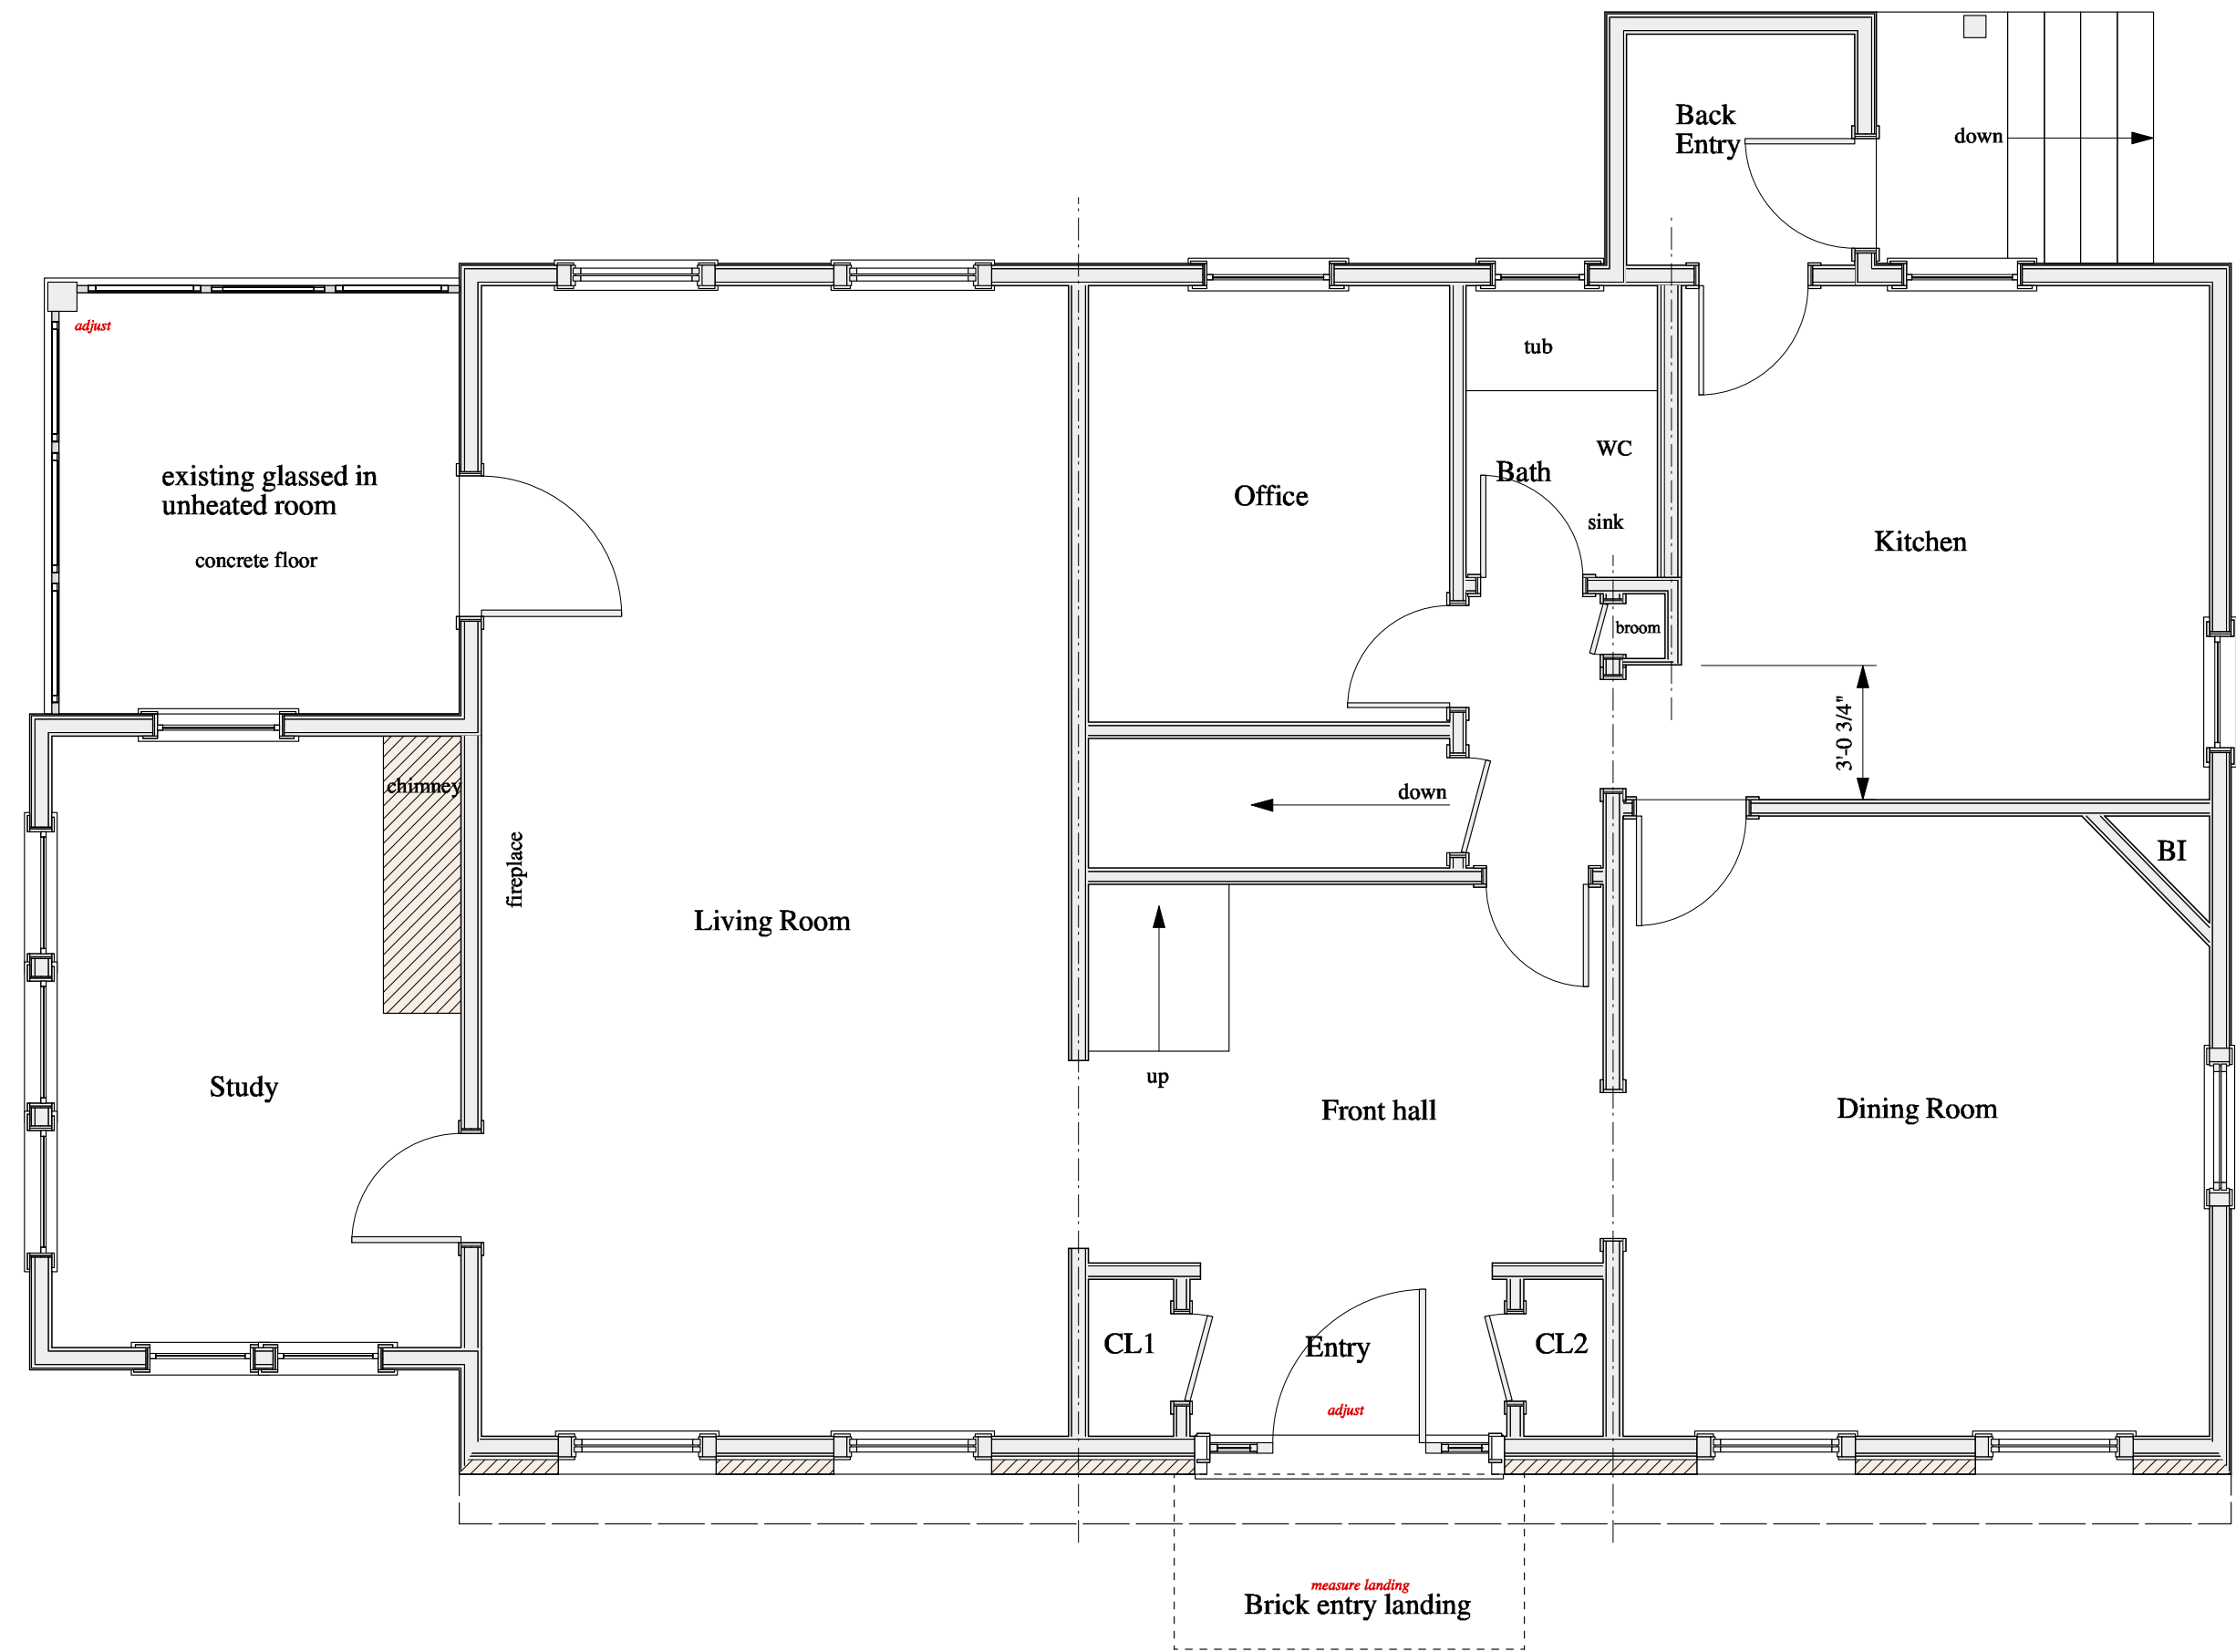 Back
Entry
down
adjust
tub
WC
Bath
existing glassed in
unheated room
Office
sink
Kitchen
concrete floor
broom
3'-0 3/4"
chimney
down
BI
fireplace
Living Room
up
Study
Front hall
Dining Room
CL1
Entry
CL2
adjust
measure landing
Brick entry landing